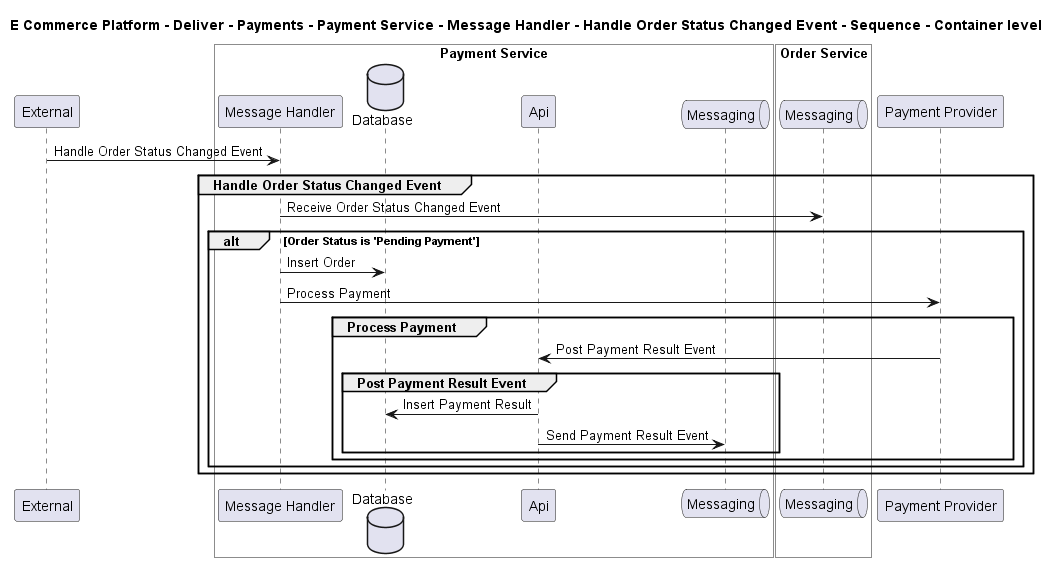 E Commerce Platform - Deliver - Payments - Payment Service - Message Handler - Handle Order Status Changed Event - Sequence - Container level
Payment Service
Order Service
External
Message Handler
Database
Api
Messaging
Messaging
Payment Provider
Handle Order Status Changed Event
Handle Order Status Changed Event
Receive Order Status Changed Event
alt
[Order Status is 'Pending Payment']
Insert Order
Process Payment
Process Payment
Post Payment Result Event
Post Payment Result Event
Insert Payment Result
Send Payment Result Event
External
Message Handler
Database
Api
Messaging
Messaging
Payment Provider